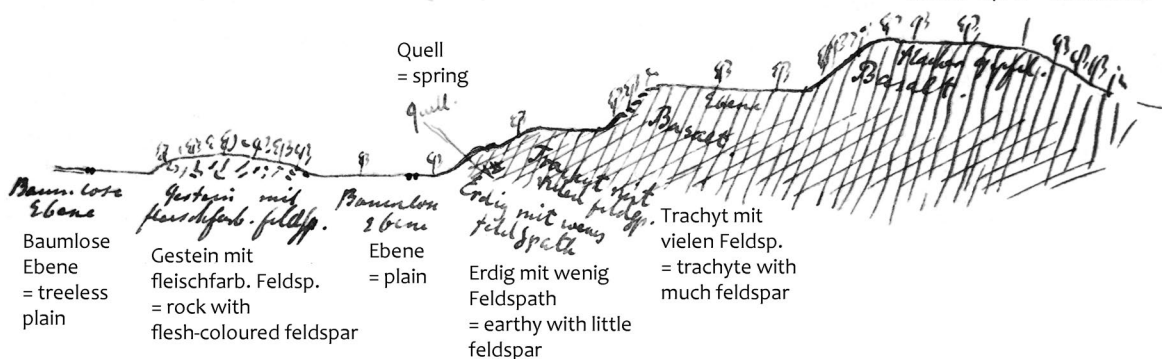 Quell
= spring
Quell.
Ebene
Basalt.
flacher Gipfel.
Basalt.
Trachyt mit
vielen feldsp.
Erdig mit wenig
feldspath
Baumlose
Ebene
Gestein mit
fleischfarb. feldsp.
Baumlose
Ebene
Baumlose
Ebene
= treeless
plain
Gestein mit
fleischfarb. Feldsp.
= rock with
flesh-coloured feldspar
Ebene
= plain
Erdig mit wenig
Feldspath
= earthy with little
feldspar
Trachyt mit
vielen Feldsp.
= trachyte with
much feldspar